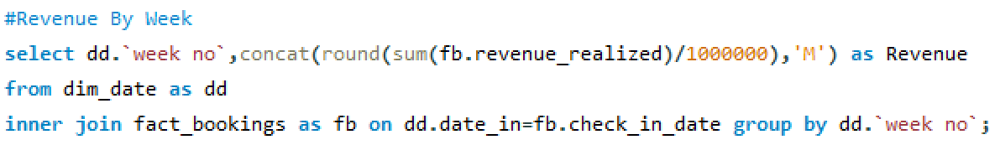 #Revenue By Week
select dd.`week no`,concat(round(sum(fb.revenue_realized)/1000000),'M') as Revenue
from dim_date as dd
inner join fact_bookings as fb on dd.date_in=fb.check_in_date group by dd.`week no`;